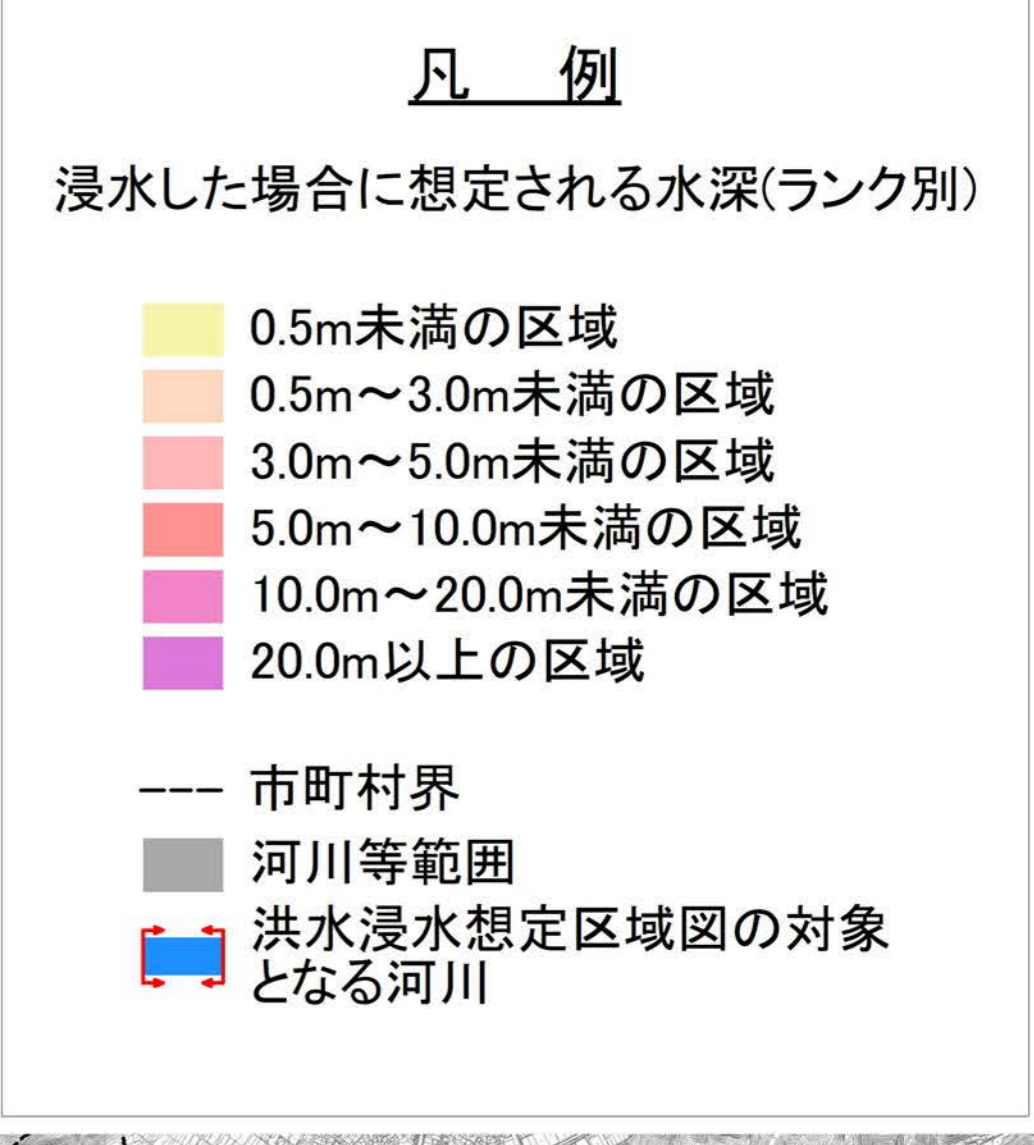 凡 例
浸水した場合に想定される水深(ランク別)
0.5m未満の区域
0.5m～3.0m未満の区域
3.0m～5.0m未満の区域
5.0m～10.0m未満の区域
10.0m～20.0m未満の区域
20.0m以上の区域
市町村界
河川等範囲
洪水浸水想定区域図の対象
となる河川